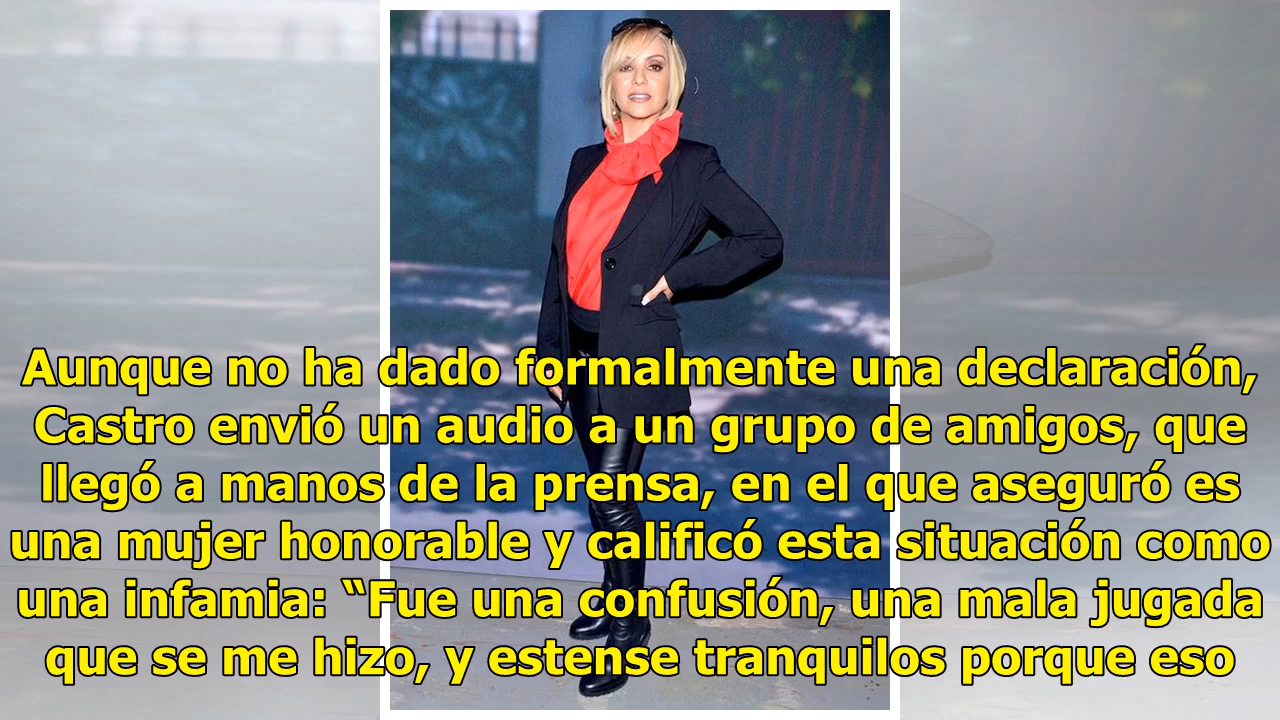 Aunque no ha dado formalmente una declaración,
Castro envió un audio a un grupo de amigos, que
llegó a manos de la prensa, en el que aseguró es
una mujer honorable y calificó esta situación como
una infamia: “Fue una confusión, una mala jugada
que se me hizo, y estense tranquilos porque eso